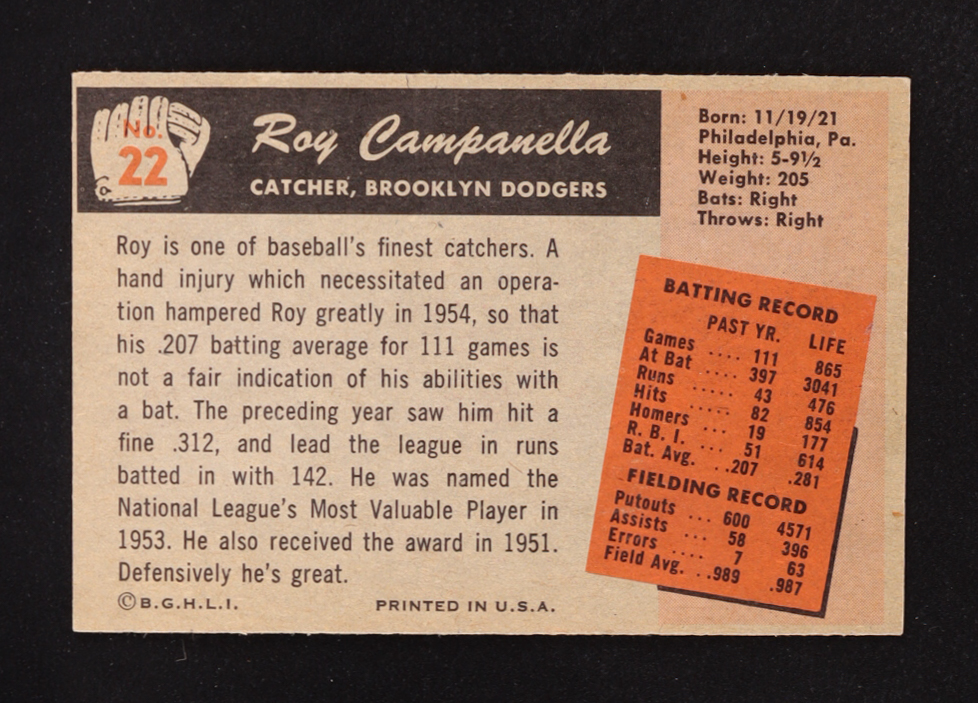 No.
22
Roy Campanella
CATCHER, BROOKLYN DODGERS
Born: 11/19/21
Philadelphia, Pa.
Height: 5-9½
Weight: 205
Bats: Right
Throws: Right
Roy is one of baseball's finest catchers. A
hand injury which necessitated an opera-
tion hampered Roy greatly in 1954, so that
his .207 batting average for 111 games is
not a fair indication of his abilities with
a bat. The preceding year saw him hit a
fine .312, and lead the league in runs
batted in with 142. He was named the
National League's Most Valuable Player in
1953. He also received the award in 1951.
Defensively he's great.
©B.G.H.L.I. PRINTED IN U.S.A.
BATTING RECORD
PAST YR. LIFE
Games .... 111 865
At Bat ..... 397 3041
Runs 43 476
Hits ..... 82 854
Homers ... 19 177
R. B. I. .... 51 614
Bat. Avg. ..207 .281
FIELDING RECORD
Putouts ... 600 4571
Assists 58 396
Errors .... 7 63
Field Avg. ..989 .987